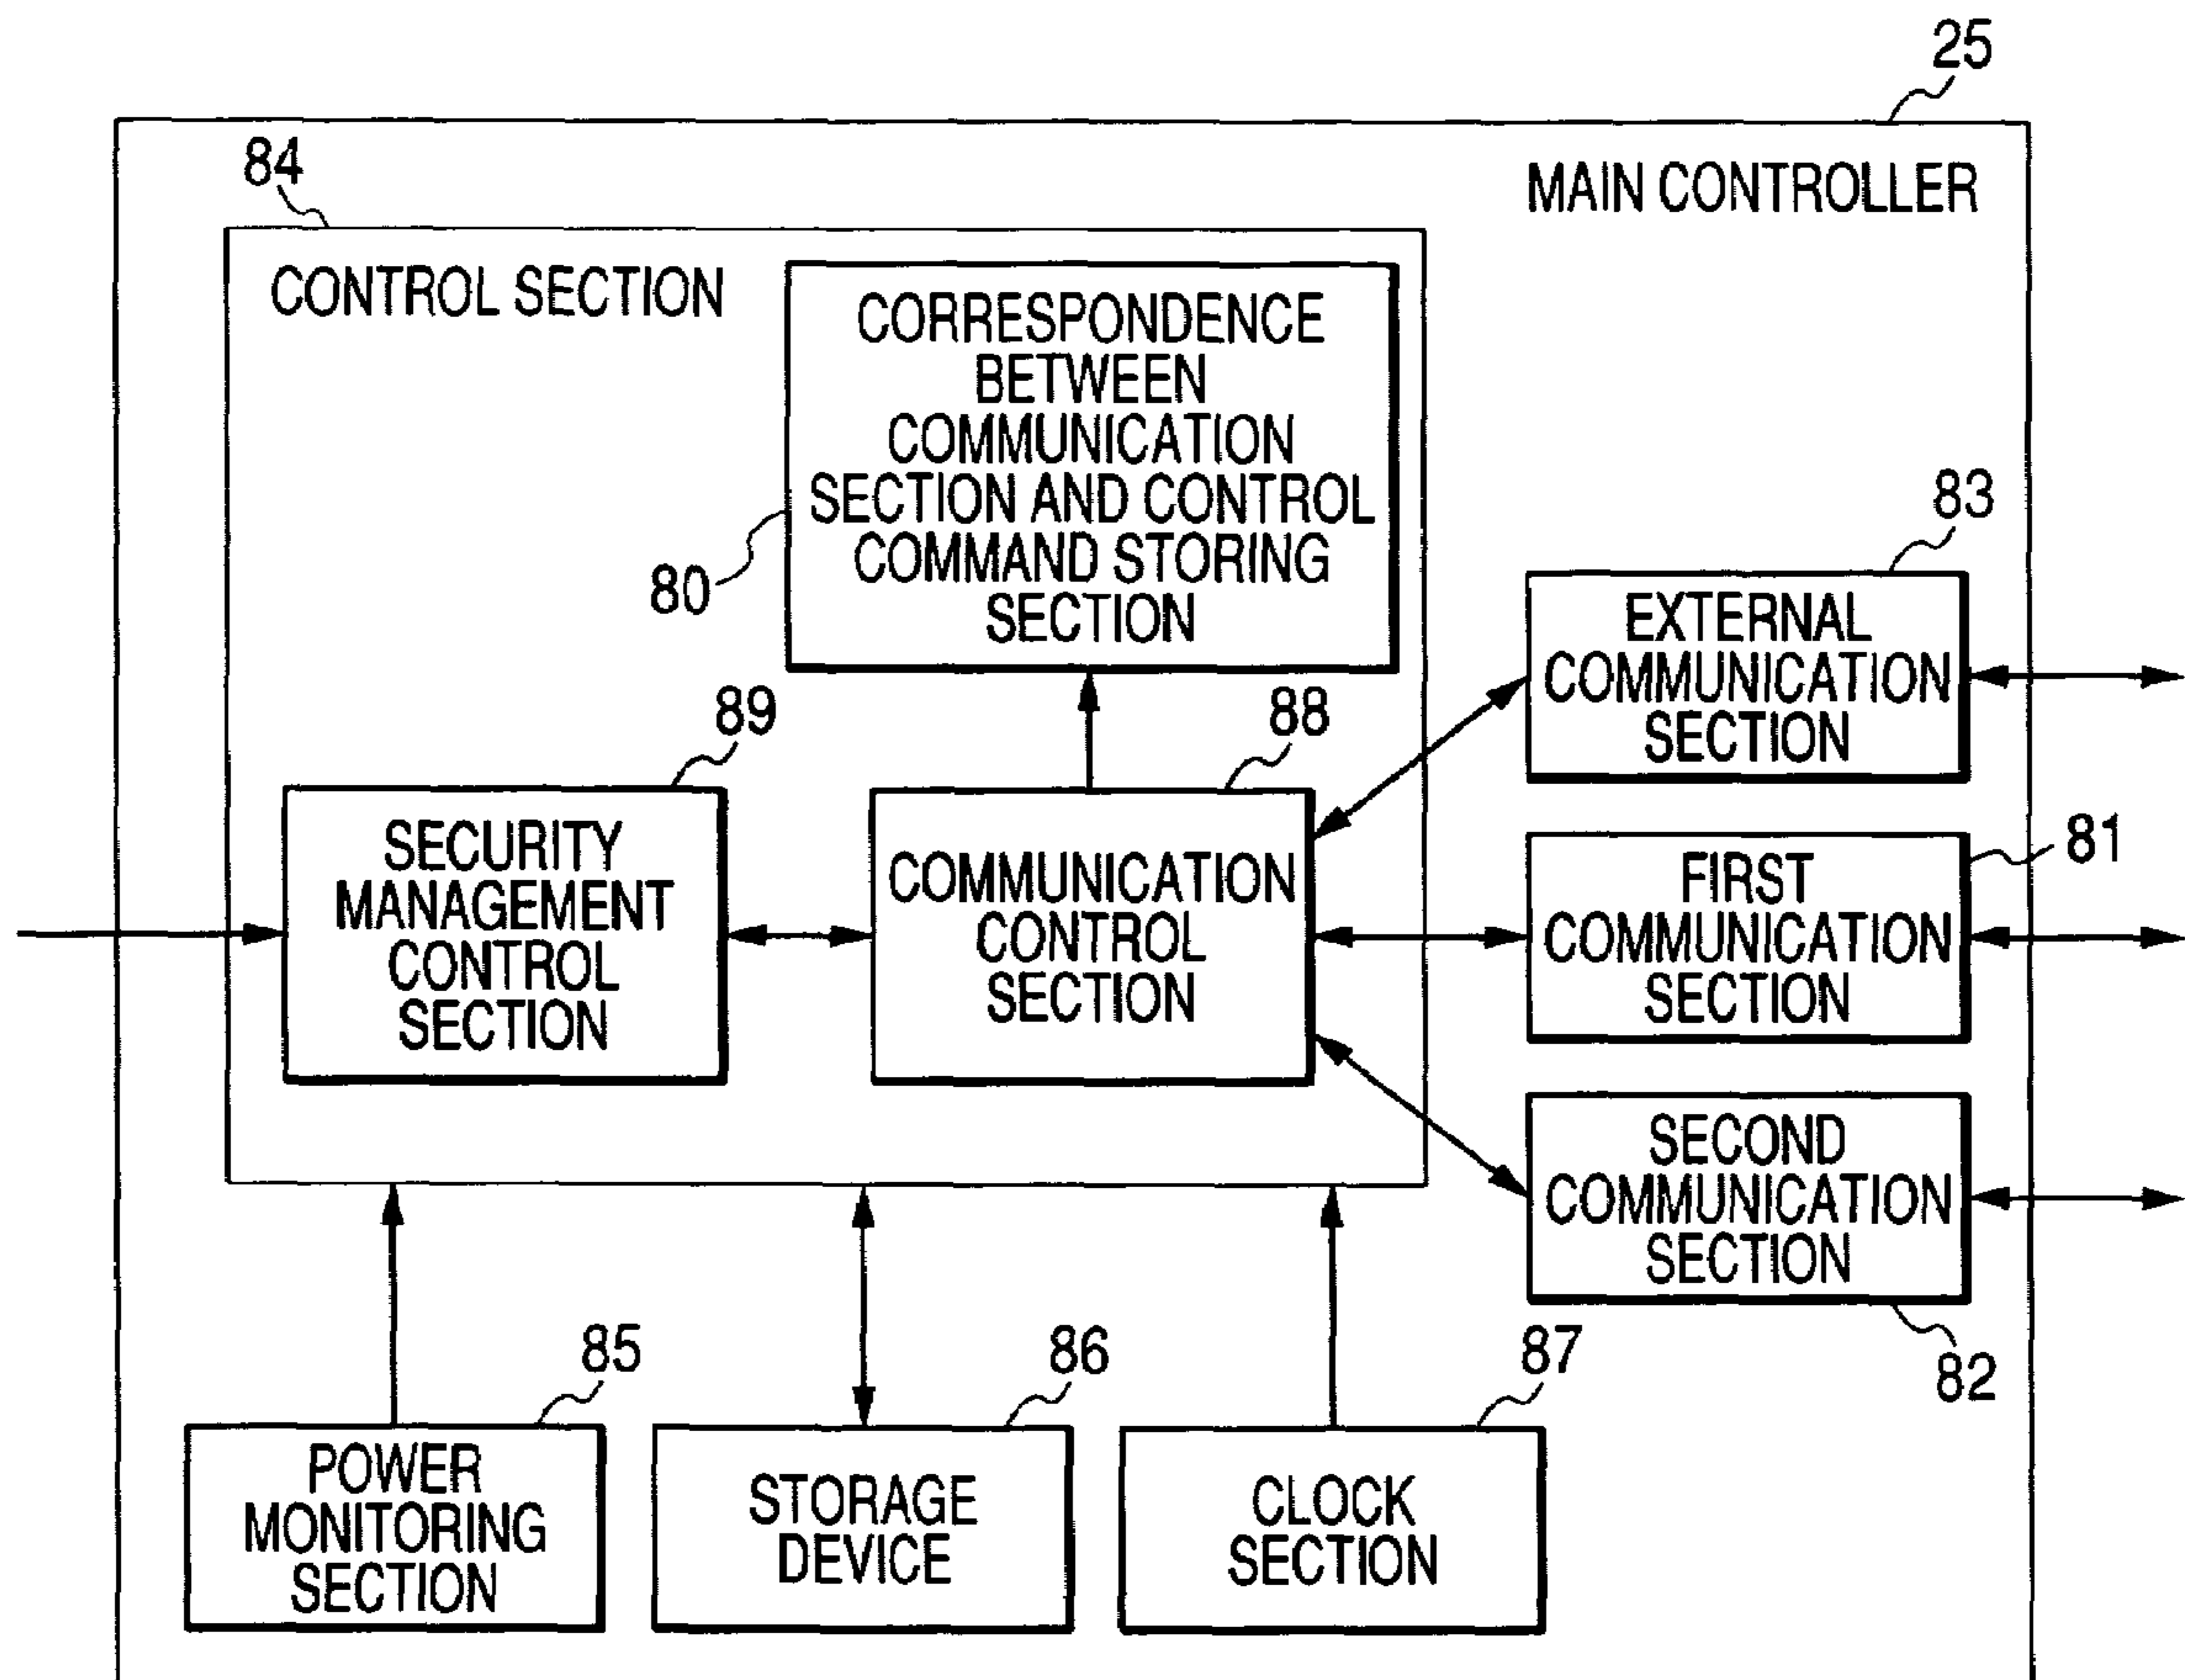 25
MAIN CONTROLLER
84
CONTROL SECTION
CORRESPONDENCE
BETWEEN
COMMUNICATION
SECTION AND CONTROL
COMMAND STORING
SECTION
80
83
EXTERNAL
COMMUNICATION
SECTION
89
88
SECURITY
MANAGEMENT
CONTROL
SECTION
COMMUNICATION
CONTROL
SECTION
81
FIRST
COMMUNICATION
SECTION
SECOND
COMMUNICATION
SECTION
82
85
POWER
MONITORING
SECTION
86
STORAGE
DEVICE
87
CLOCK
SECTION